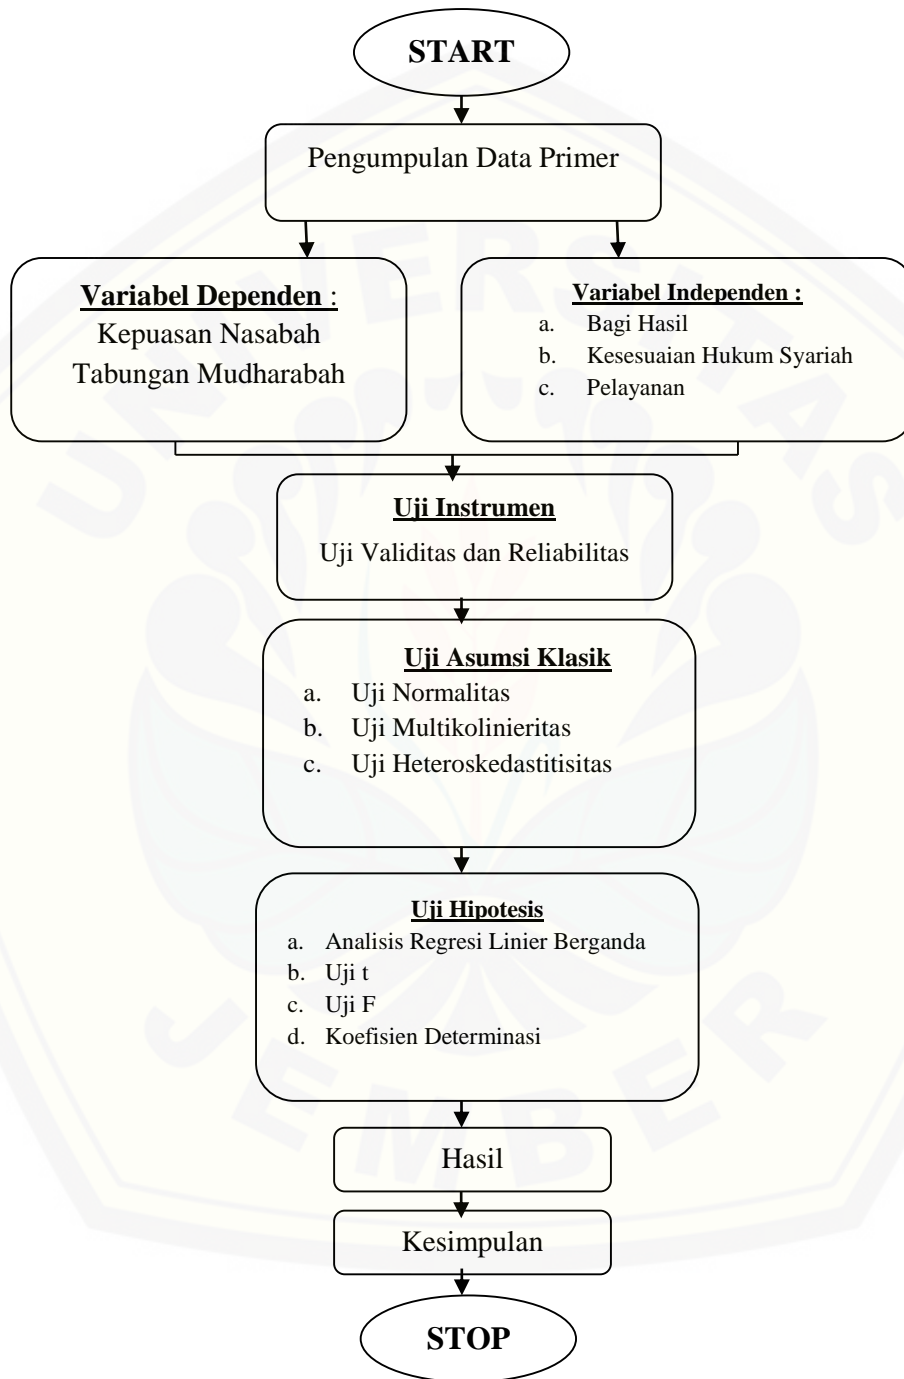 START
Pengumpulan Data Primer
Variabel Dependen :
Kepuasan Nasabah
Tabungan Mudharabah
Variabel Independen :
a. Bagi Hasil
b. Kesesuaian Hukum Syariah
c. Pelayanan
Uji Instrumen
Uji Validitas dan Reliabilitas
Uji Asumsi Klasik
a. Uji Normalitas
b. Uji Multikolinieritas
c. Uji Heteroskedastitisitas
Uji Hipotesis
a. Analisis Regresi Linier Berganda
b. Uji t
c. Uji F
d. Koefisien Determinasi
Hasil
Kesimpulan
STOP
UNIVERSITAS
JEMBER